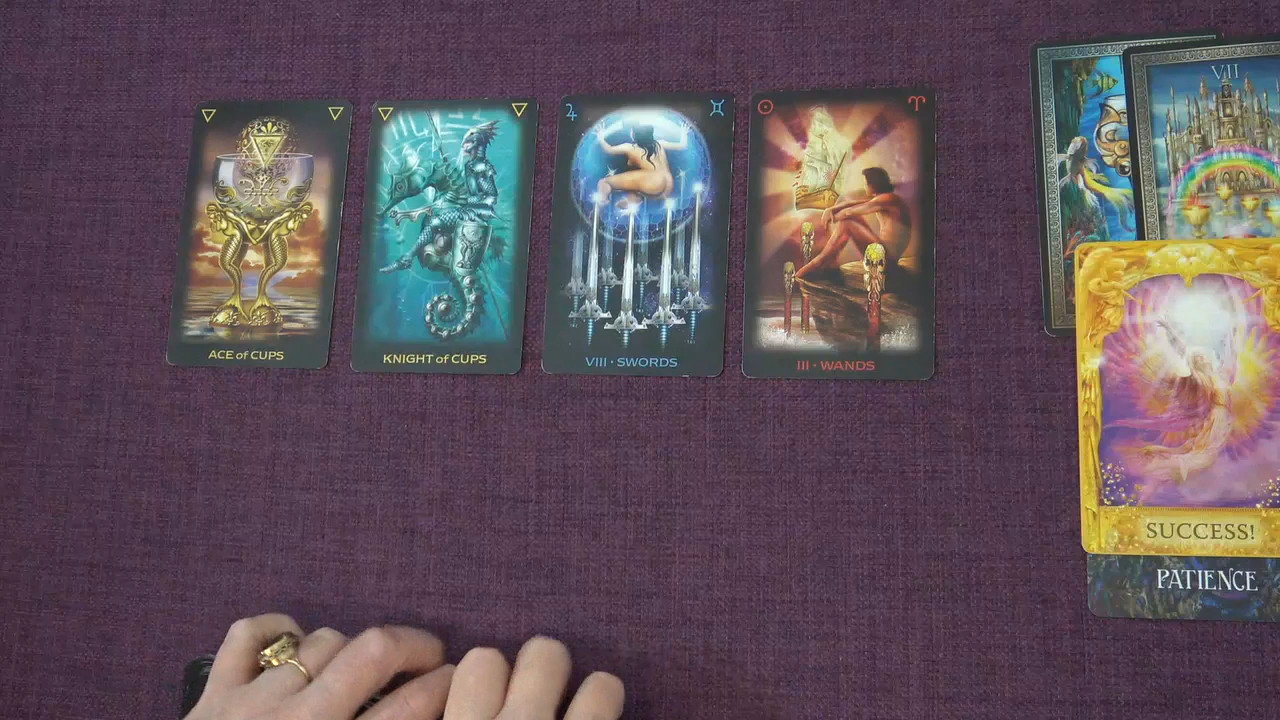 ACE of CUPS
KNIGHT of CUPS
VIII · SWORDS
III · WANDS
VII
SUCCESS!
PATIENCE